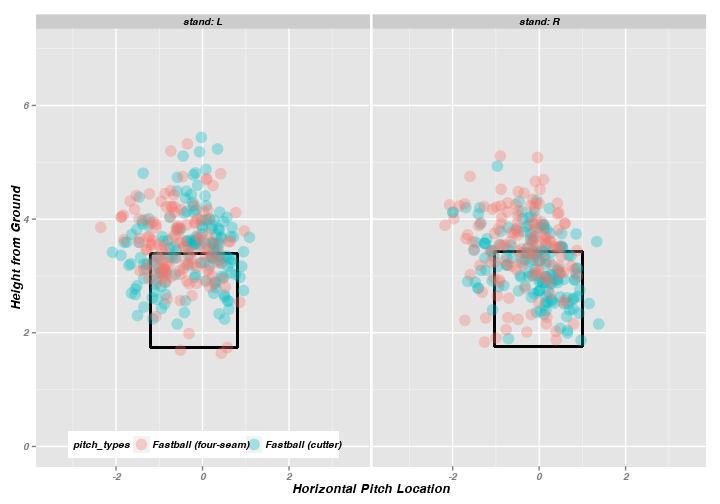 stand: L
stand: R
Height from Ground
6
4
2
0
pitch_types Fastball (four-seam) Fastball (cutter)
-2 0 2 -2 0 2
Horizontal Pitch Location